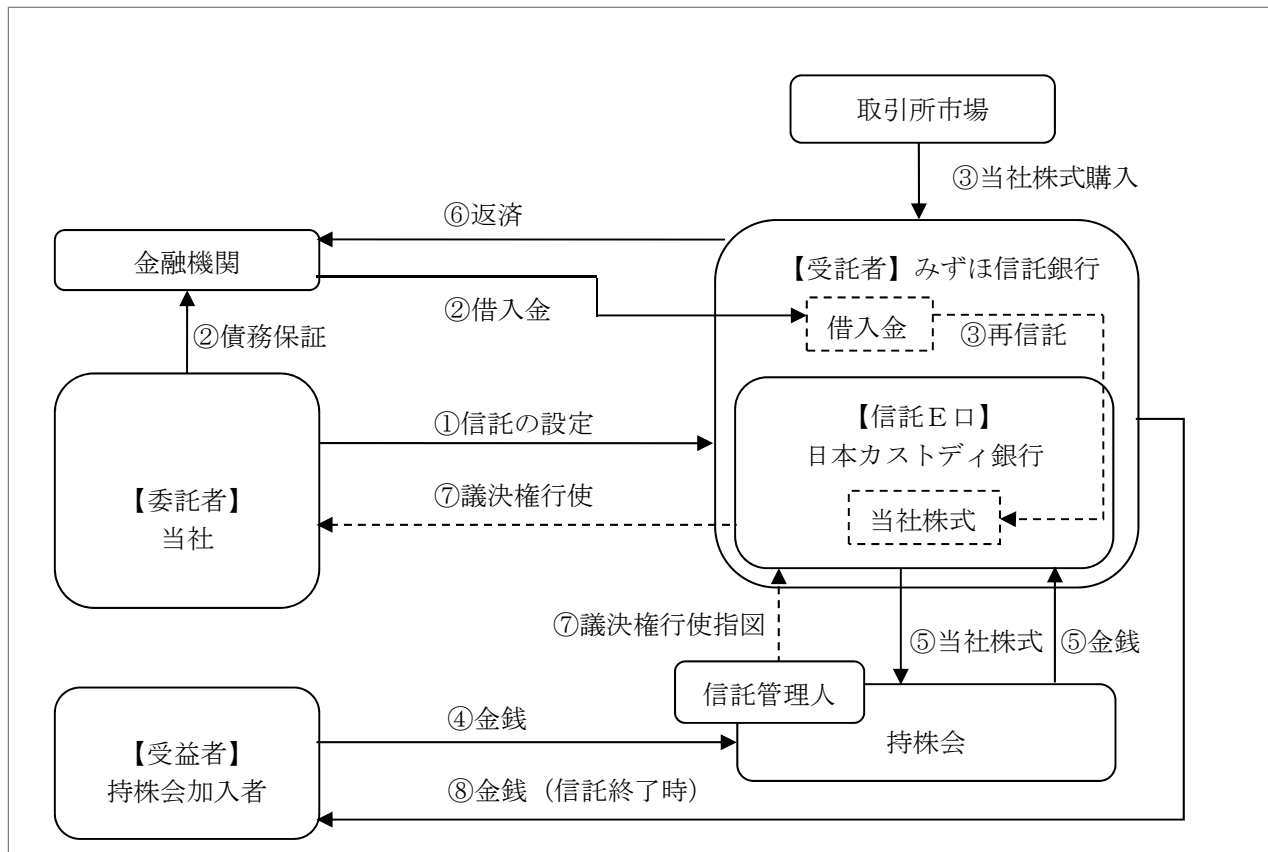 取引所市場
③当社株式購入
⑥返済
金融機関
【受託者】みずほ信託銀行
②借入金
借入金
③再信託
②債務保証
【信託Ｅ口】
日本カストディ銀行
①信託の設定
【委託者】
当社
⑦議決権行使
当社株式
⑦議決権行使指図
⑤当社株式
⑤金銭
信託管理人
④金銭
持株会
【受益者】
持株会加入者
⑧金銭（信託終了時）